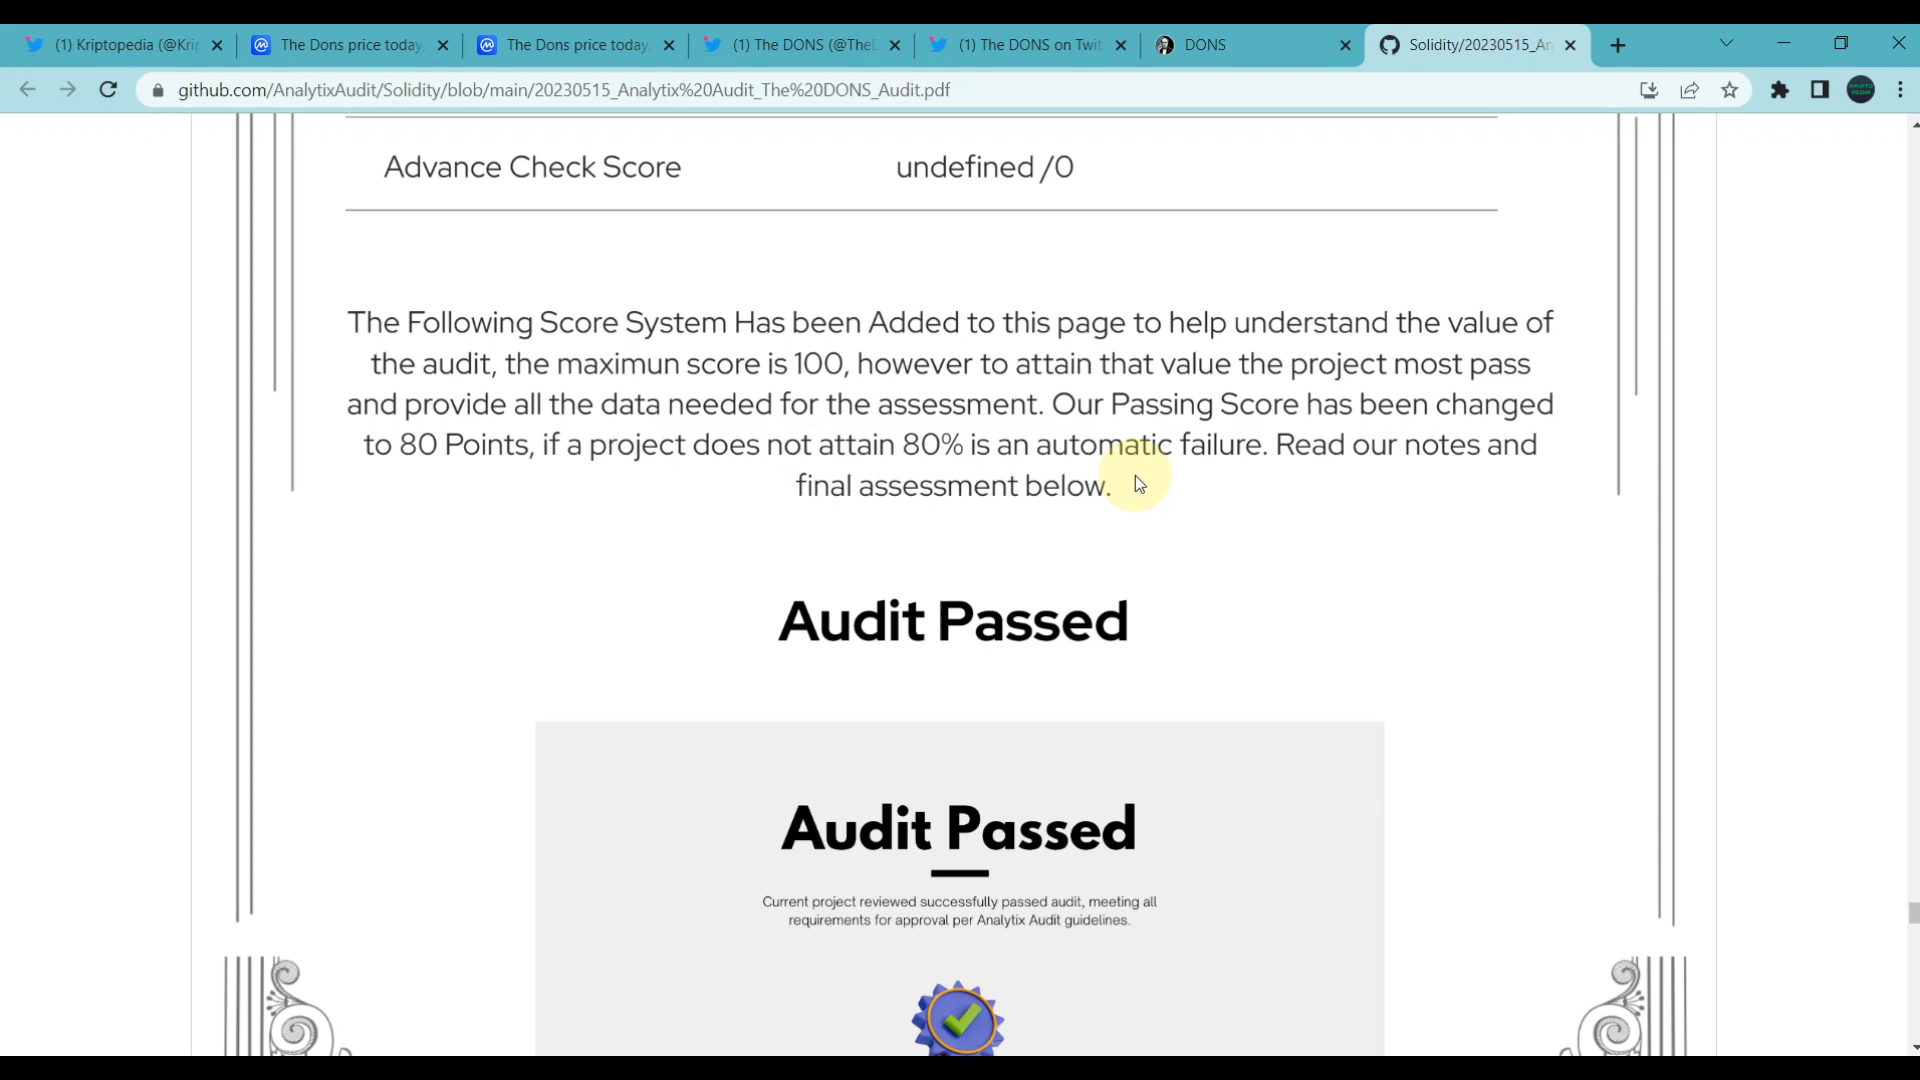 (1) Kriptopedia (@Kri
The Dons price today,
The Dons price today,
(1) The DONS (@TheD
(1) The DONS on Twit
DONS
Solidity/20230515_An
github.com/AnalytixAudit/Solidity/blob/main/20230515_Analytix%20Audit_The%20DONS_Audit.pdf
Advance Check Score
undefined /0
The Following Score System Has been Added to this page to help understand the value of
the audit, the maximun score is 100, however to attain that value the project most pass
and provide all the data needed for the assessment. Our Passing Score has been changed
to 80 Points, if a project does not attain 80% is an automatic failure. Read our notes and
final assessment below.
Audit Passed
Audit Passed
Current project reviewed successfully passed audit, meeting all
requirements for approval per Analytix Audit guidelines.